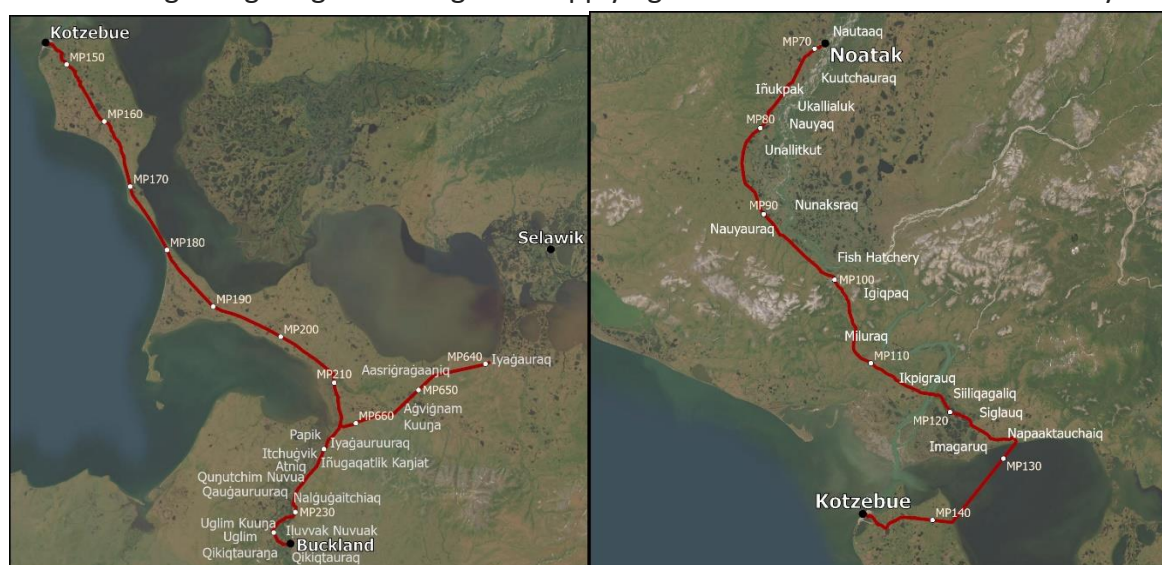 Kotzebue
MP150
MP160
MP170
MP180
Selawik
MP190
MP200
MP640
Iyaġauraq
Aasriġraġaaŋiq
MP210
MP650
Aġviġnam
Kuuŋa
MP660
Papik
Iyaġauruuraq
Itchuġvik
Atniq
Iñugaqatlik Kaŋiat
Quŋutchim Nuvua
Qauġauruuraq
Nalġuġaitchiaq
MP230
Uglim Kuuŋa
Uglim
Iluvvak Nuvuak
Buckland
Qikiqtauraŋa
Qikiqtauraq
Nautaaq
MP70
Noatak
Kuutchauraq
Iñukpak
Ukallialuk
MP80
Nauyaq
Unallitkut
MP90
Nunaksraq
Nauyauraq
Fish Hatchery
MP100
Igiqpaq
Miluraq
MP110
Ikpigrauq
Siiliqagaliq
MP120
Siglauq
Napaaktauchaiq
Imagaruq
MP130
Kotzebue
MP140